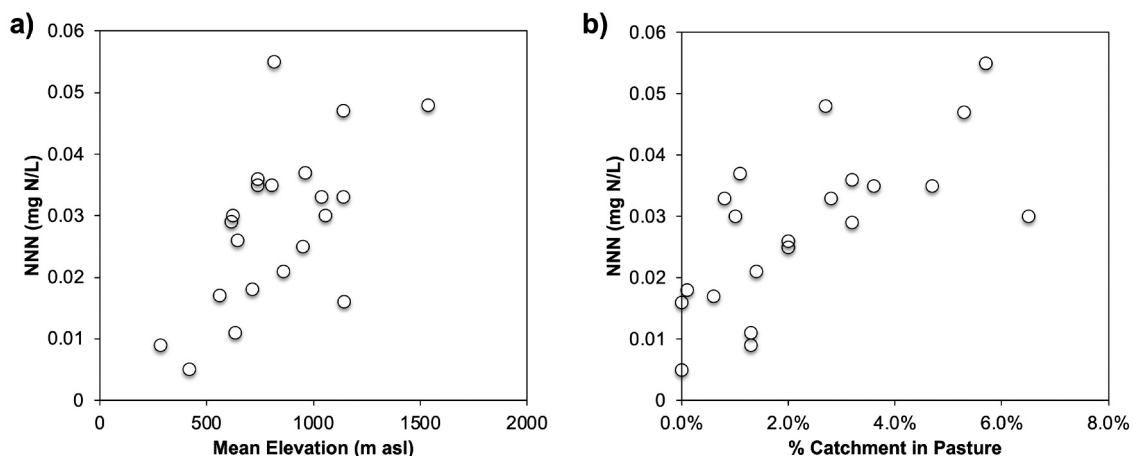 a)
0.06
0.05
0.04
0.03
0.02
0.01
0
NNN (mg N/L)
0 500 1000 1500 2000
Mean Elevation (m asl)
b)
0.06
0.05
0.04
0.03
0.02
0.01
0
NNN (mg N/L)
0.0% 2.0% 4.0% 6.0% 8.0%
% Catchment in Pasture